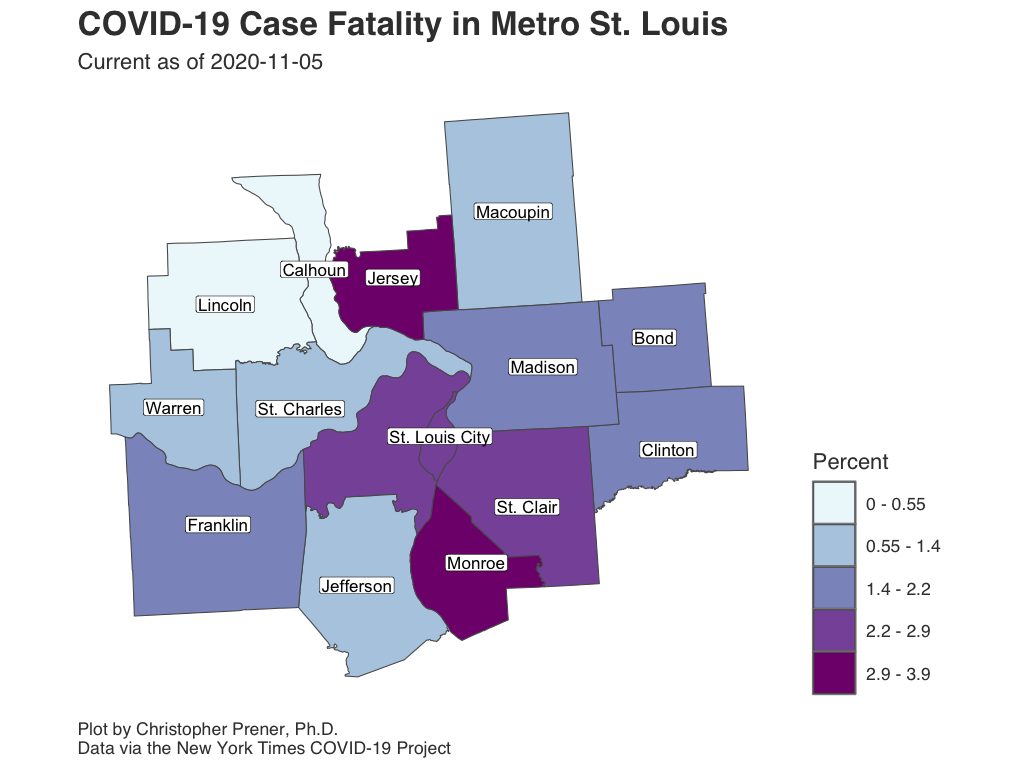 COVID-19 Case Fatality in Metro St. Louis
Current as of 2020-11-05
Macoupin
Calhoun
Jersey
Lincoln
Bond
Madison
Warren
St. Charles
St. Louis City
Clinton
St. Clair
Franklin
Monroe
Jefferson
Percent
0 - 0.55
0.55 - 1.4
1.4 - 2.2
2.2 - 2.9
2.9 - 3.9
Plot by Christopher Prener, Ph.D.
Data via the New York Times COVID-19 Project